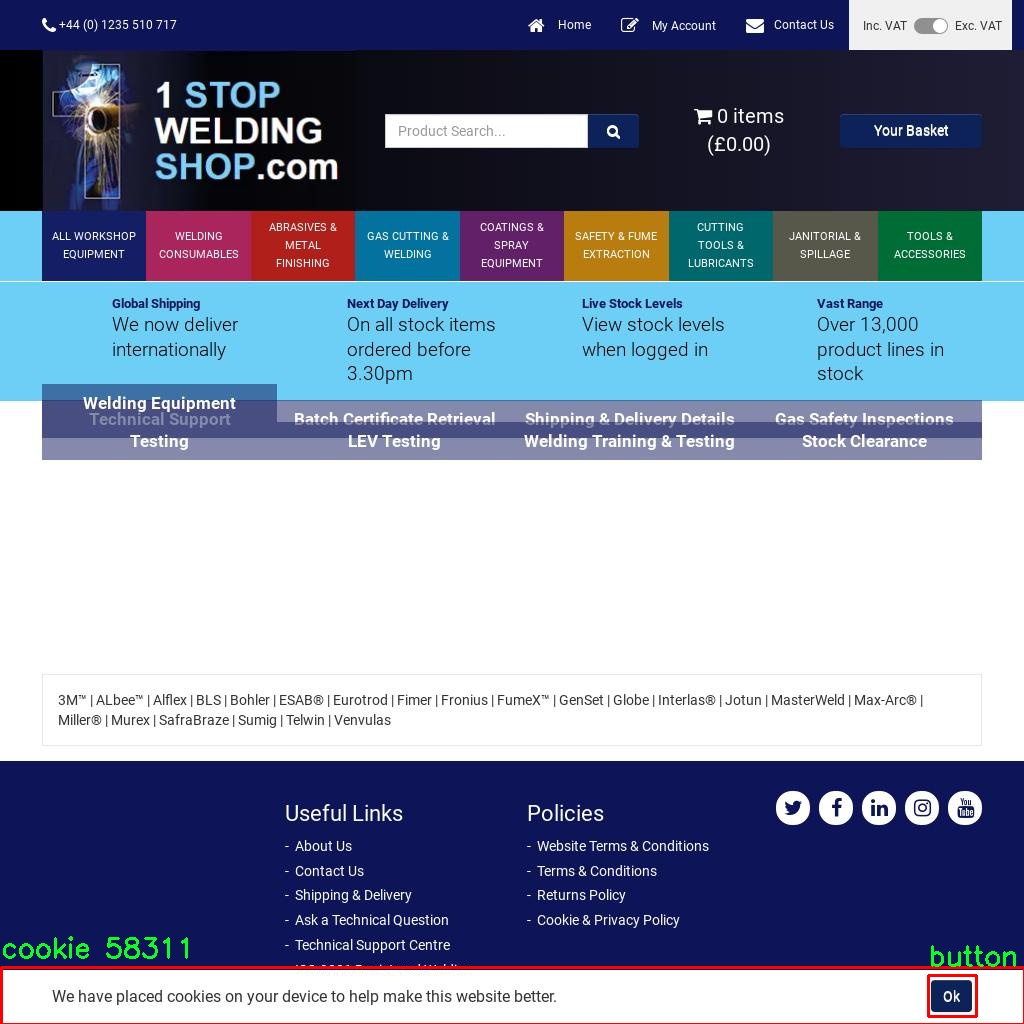 +44 (0) 1235 510 717
Home
My Account
Contact Us
Inc. VAT
Exc. VAT
1 STOP
WELDING
SHOP.com
Product Search...
0 items
(£0.00)
Your Basket
ALL WORKSHOP
EQUIPMENT
WELDING
CONSUMABLES
ABRASIVES &
METAL
FINISHING
GAS CUTTING &
WELDING
COATINGS &
SPRAY
EQUIPMENT
SAFETY & FUME
EXTRACTION
CUTTING
TOOLS &
LUBRICANTS
JANITORIAL &
SPILLAGE
TOOLS &
ACCESSORIES
Global Shipping
We now deliver
internationally
Next Day Delivery
On all stock items
ordered before
3.30pm
Live Stock Levels
View stock levels
when logged in
Vast Range
Over 13,000
product lines in
stock
Technical Support
Batch Certificate Retrieval
Shipping & Delivery Details
Gas Safety Inspections
Welding Equipment
Testing
LEV Testing
Welding Training & Testing
Stock Clearance
3M™ | ALbee™ | Alflex | BLS | Bohler | ESAB® | Eurotrod | Fimer | Fronius | FumeX™ | GenSet | Globe | Interlas® | Jotun | MasterWeld | Max-Arc® |
Miller® | Murex | SafraBraze | Sumig | Telwin | Venvulas
Useful Links
- About Us
- Contact Us
- Shipping & Delivery
- Ask a Technical Question
- Technical Support Centre
Policies
- Website Terms & Conditions
- Terms & Conditions
- Returns Policy
- Cookie & Privacy Policy
You
Tube
cookie 58311
button
We have placed cookies on your device to help make this website better.
Ok